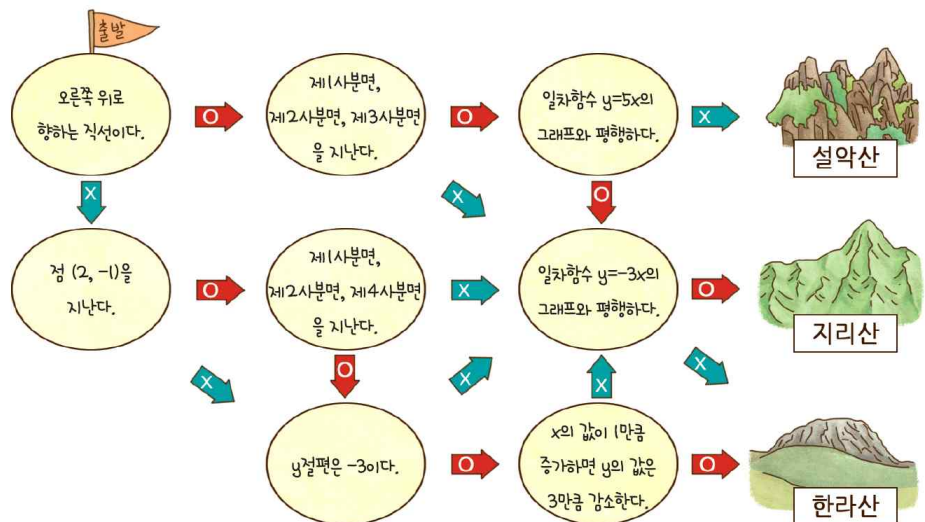 출발
오른쪽 위로
향하는 직선이다.
O
제1사분면,
제2사분면, 제3사분면
을 지난다.
O
일차함수 y=5x의
그래프와 평행하다.
X
설악산
X
X
O
점 (2, -1)을
지난다.
O
제1사분면,
제2사분면, 제4사분면
을 지난다.
X
일차함수 y=-3x의
그래프와 평행하다.
O
지리산
X
O
X
X
X
y절편은 -3이다.
O
x의 값이 1만큼
증가하면 y의 값은
3만큼 감소한다.
O
한라산